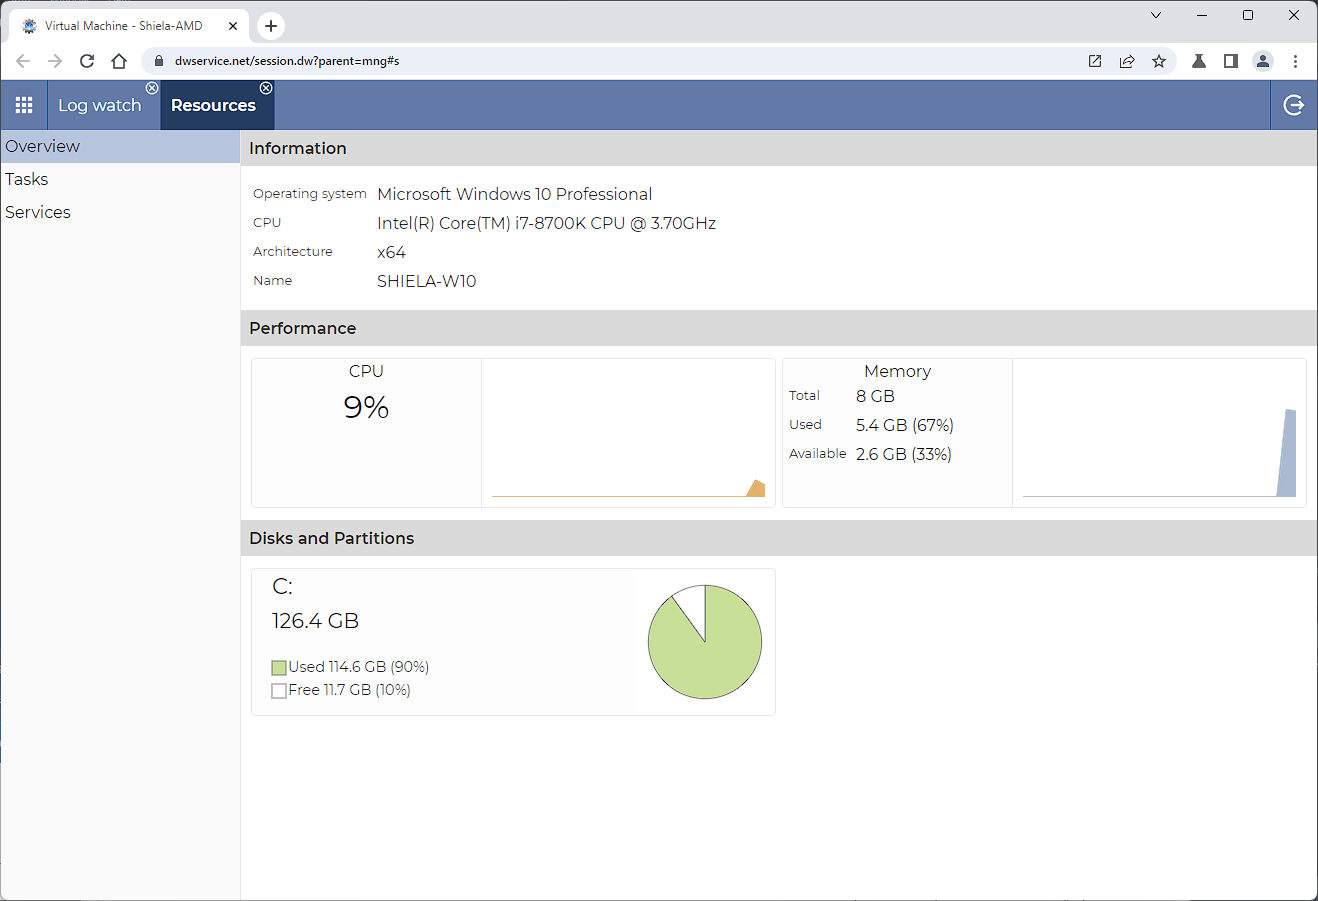 Virtual Machine - Shiela-AMD
dwservice.net/session.dw?parent=mng#s
Log watch
Resources
Overview
Tasks
Services
Information
Operating system Microsoft Windows 10 Professional
CPU Intel(R) Core(TM) i7-8700K CPU @ 3.70GHz
Architecture x64
Name SHIELA-W10
Performance
CPU
9%
Memory
Total 8 GB
Used 5.4 GB (67%)
Available 2.6 GB (33%)
Disks and Partitions
C:
126.4 GB
Used 114.6 GB (90%)
Free 11.7 GB (10%)